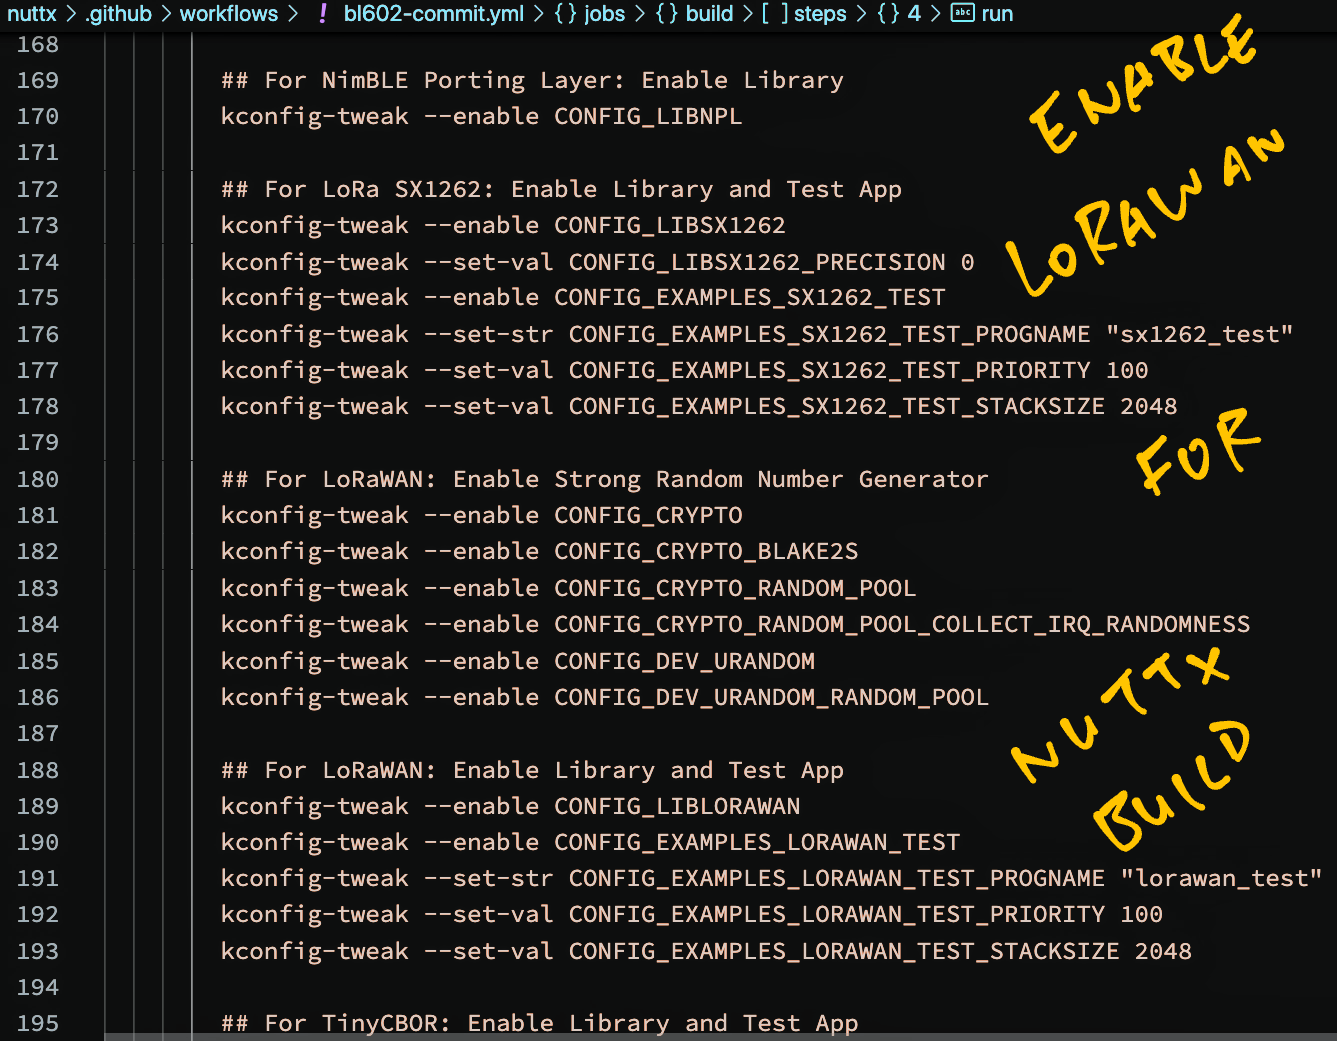 nuttx > .github > workflows > ! bl602-commit.yml > {} jobs > {} build > [ ] steps > {} 4 > abc run
168
169 ## For NimBLE Porting Layer: Enable Library
170 kconfig-tweak --enable CONFIG_LIBNPL
171
172 ## For LoRa SX1262: Enable Library and Test App
173 kconfig-tweak --enable CONFIG_LIBSX1262
174 kconfig-tweak --set-val CONFIG_LIBSX1262_PRECISION 0
175 kconfig-tweak --enable CONFIG_EXAMPLES_SX1262_TEST
176 kconfig-tweak --set-str CONFIG_EXAMPLES_SX1262_TEST_PROGNAME "sx1262_test"
177 kconfig-tweak --set-val CONFIG_EXAMPLES_SX1262_TEST_PRIORITY 100
178 kconfig-tweak --set-val CONFIG_EXAMPLES_SX1262_TEST_STACKSIZE 2048
179
180 ## For LoRaWAN: Enable Strong Random Number Generator
181 kconfig-tweak --enable CONFIG_CRYPTO
182 kconfig-tweak --enable CONFIG_CRYPTO_BLAKE2S
183 kconfig-tweak --enable CONFIG_CRYPTO_RANDOM_POOL
184 kconfig-tweak --enable CONFIG_CRYPTO_RANDOM_POOL_COLLECT_IRQ_RANDOMNESS
185 kconfig-tweak --enable CONFIG_DEV_URANDOM
186 kconfig-tweak --enable CONFIG_DEV_URANDOM_RANDOM_POOL
187
188 ## For LoRaWAN: Enable Library and Test App
189 kconfig-tweak --enable CONFIG_LIBLORAWAN
190 kconfig-tweak --enable CONFIG_EXAMPLES_LORAWAN_TEST
191 kconfig-tweak --set-str CONFIG_EXAMPLES_LORAWAN_TEST_PROGNAME "lorawan_test"
192 kconfig-tweak --set-val CONFIG_EXAMPLES_LORAWAN_TEST_PRIORITY 100
193 kconfig-tweak --set-val CONFIG_EXAMPLES_LORAWAN_TEST_STACKSIZE 2048
194
195 ## For TinyCBOR: Enable Library and Test App
ENABLE
LoRAWAN
FOR
NUTTX
BUILD